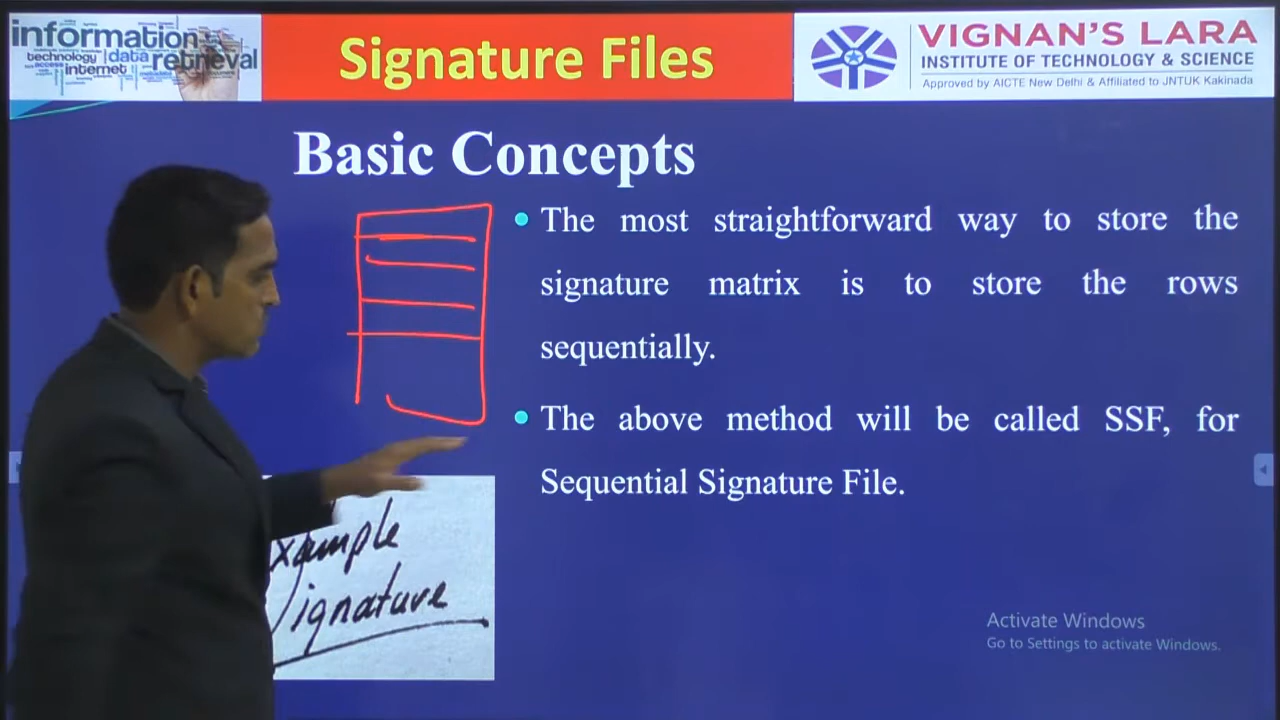 information
technology data retrieval
access internet
Signature Files
VIGNAN'S LARA
INSTITUTE OF TECHNOLOGY & SCIENCE
Approved by AICTE New Delhi & Affiliated to JNTUK Kakinada
Basic Concepts
The most straightforward way to store the
signature matrix is to store the rows
sequentially.
The above method will be called SSF, for
Sequential Signature File.
xample
ignature
Activate Windows
Go to Settings to activate Windows.